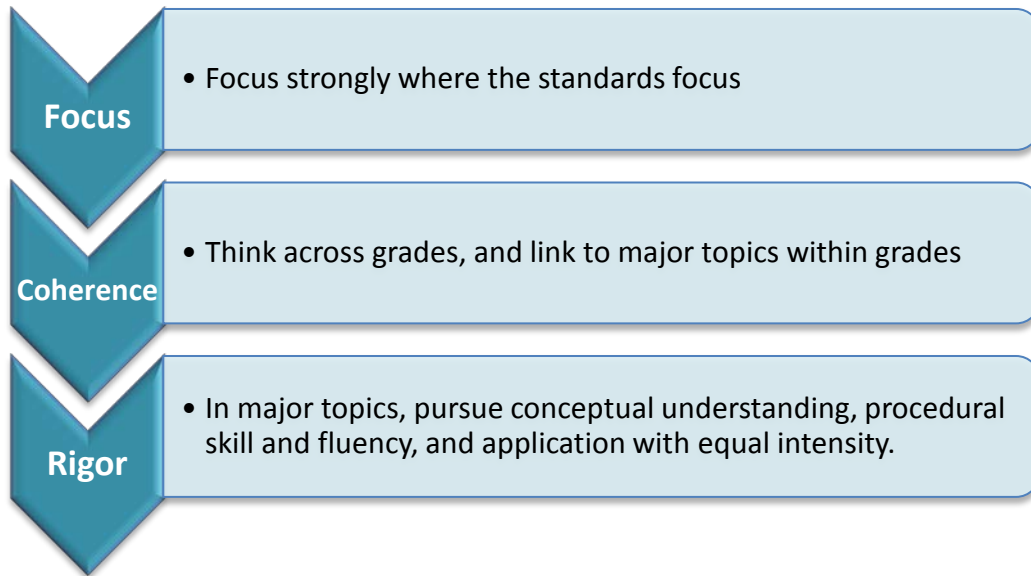 Focus
• Focus strongly where the standards focus
Coherence
• Think across grades, and link to major topics within grades
Rigor
• In major topics, pursue conceptual understanding, procedural
skill and fluency, and application with equal intensity.